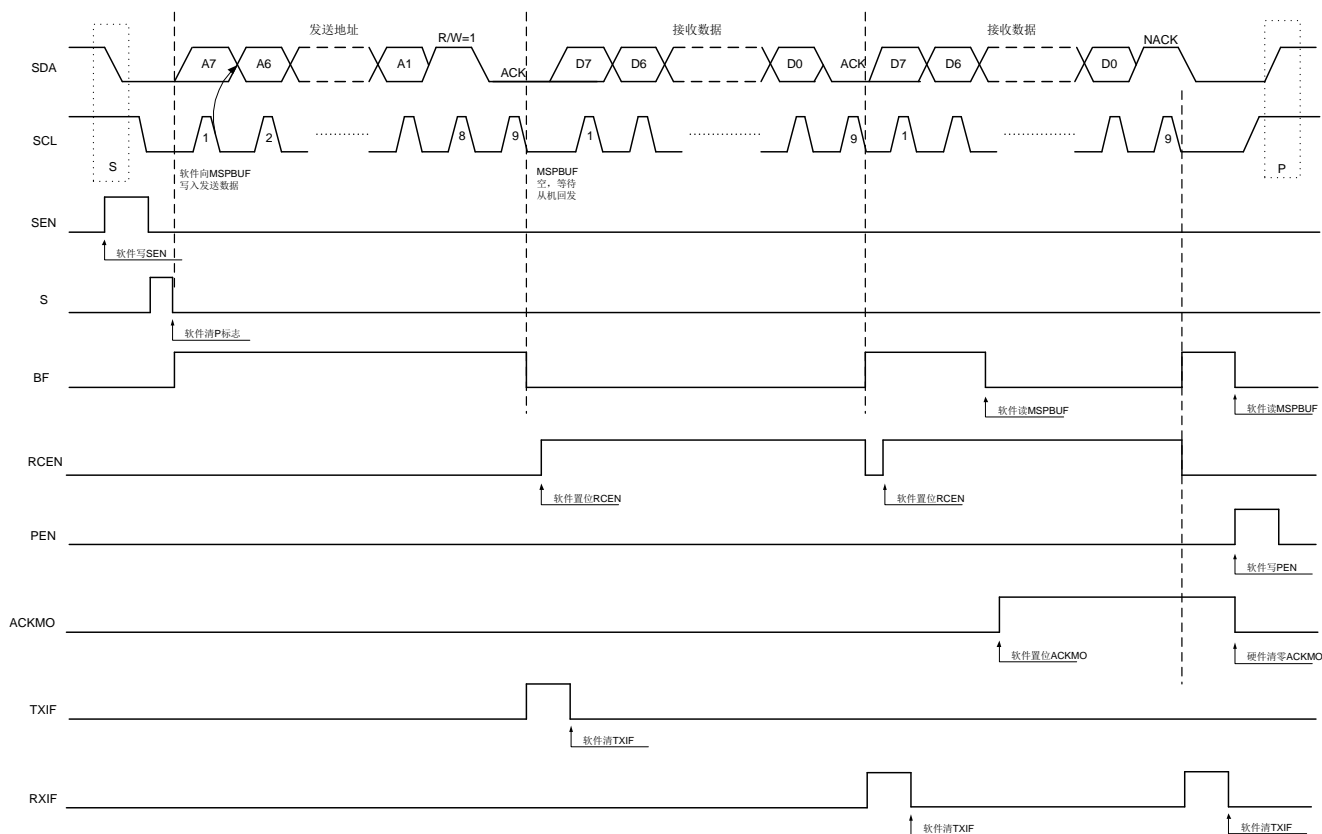 发送地址
接收数据
接收数据
R/W=1
NACK
SDA
A7
A6
A1
ACK
D7
D6
D0
ACK
D7
D6
D0
SCL
1
2
8
9
1
9
1
9
S
P
软件向MSPBUF
写入发送数据
MSPBUF
空，等待
从机回发
SEN
软件写SEN
S
软件清P标志
BF
软件读MSPBUF
软件读MSPBUF
RCEN
软件置位RCEN
软件置位RCEN
PEN
软件写PEN
ACKMO
软件置位ACKMO
硬件清零ACKMO
TXIF
软件清TXIF
RXIF
软件清TXIF
软件清TXIF